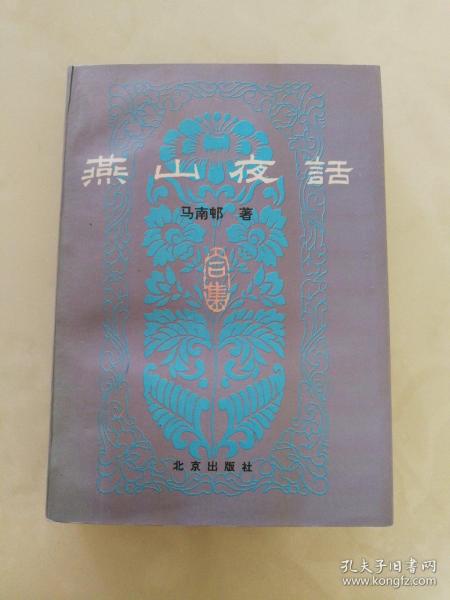 燕山夜話
马南邨 著
合集
北京出版社
孔夫子旧书网
www.kongfz.com